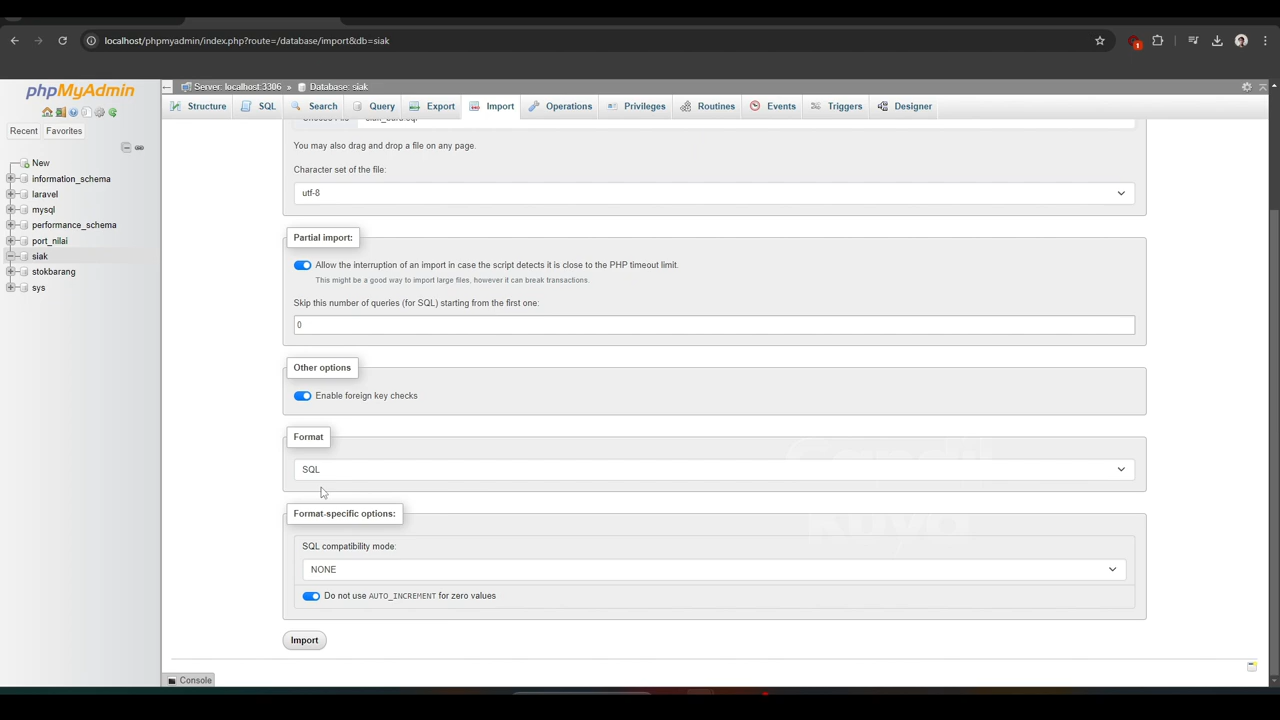 localhost/phpmyadmin/index.php?route=/database/import&db=siak
1
phpMyAdmin
Server: localhost:3306 » Database: siak
Structure SQL Search Query Export Import Operations Privileges Routines Events Triggers Designer
Recent Favorites
New
information_schema
laravel
mysql
performance_schema
port_nilai
siak
stokbarang
sys
You may also drag and drop a file on any page.
Character set of the file:
utf-8
Partial import:
Allow the interruption of an import in case the script detects it is close to the PHP timeout limit.
This might be a good way to import large files, however it can break transactions.
Skip this number of queries (for SQL) starting from the first one:
0
Other options
Enable foreign key checks
Format
SQL
Format-specific options:
SQL compatibility mode:
NONE
Do not use AUTO_INCREMENT for zero values
Import
Console